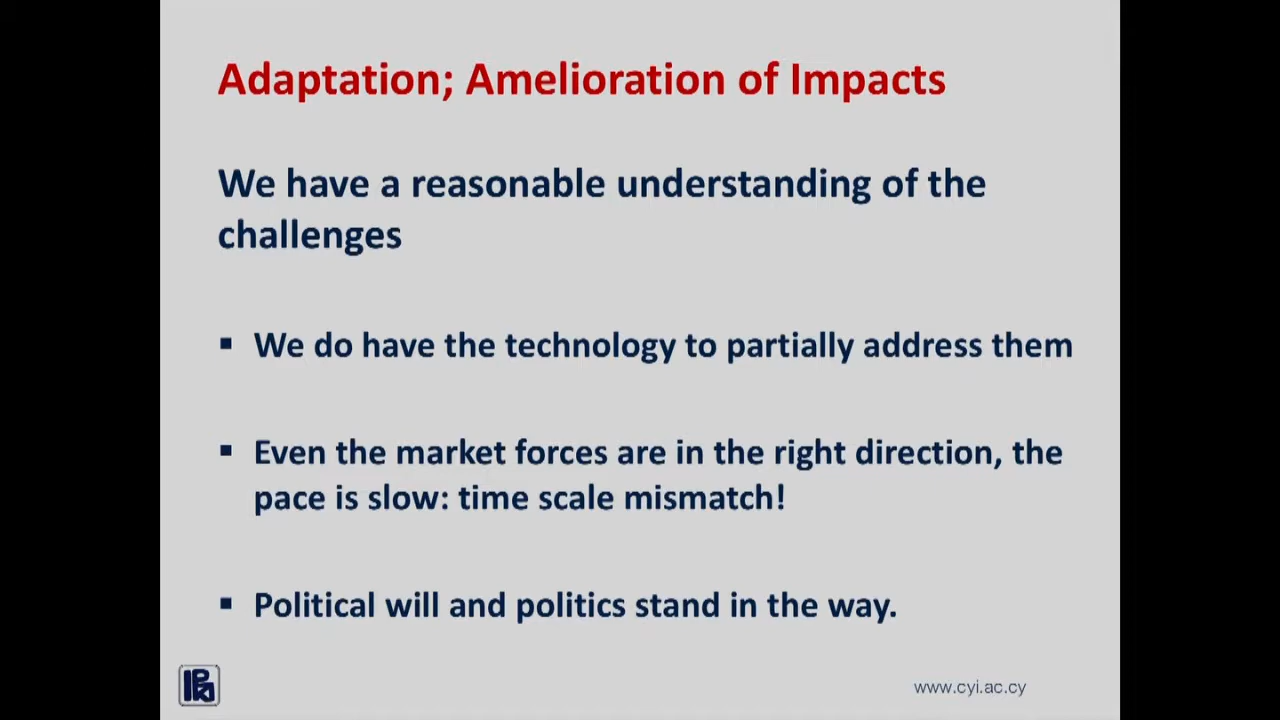 Adaptation; Amelioration of Impacts
We have a reasonable understanding of the
challenges
▪ We do have the technology to partially address them
▪ Even the market forces are in the right direction, the
pace is slow: time scale mismatch!
▪ Political will and politics stand in the way.
www.cyi.ac.cy